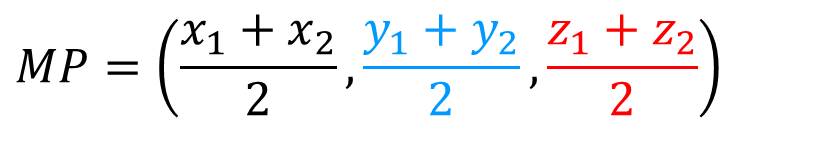 MP = (x₁ + x₂ / 2, y₁ + y₂ / 2, z₁ + z₂ / 2)